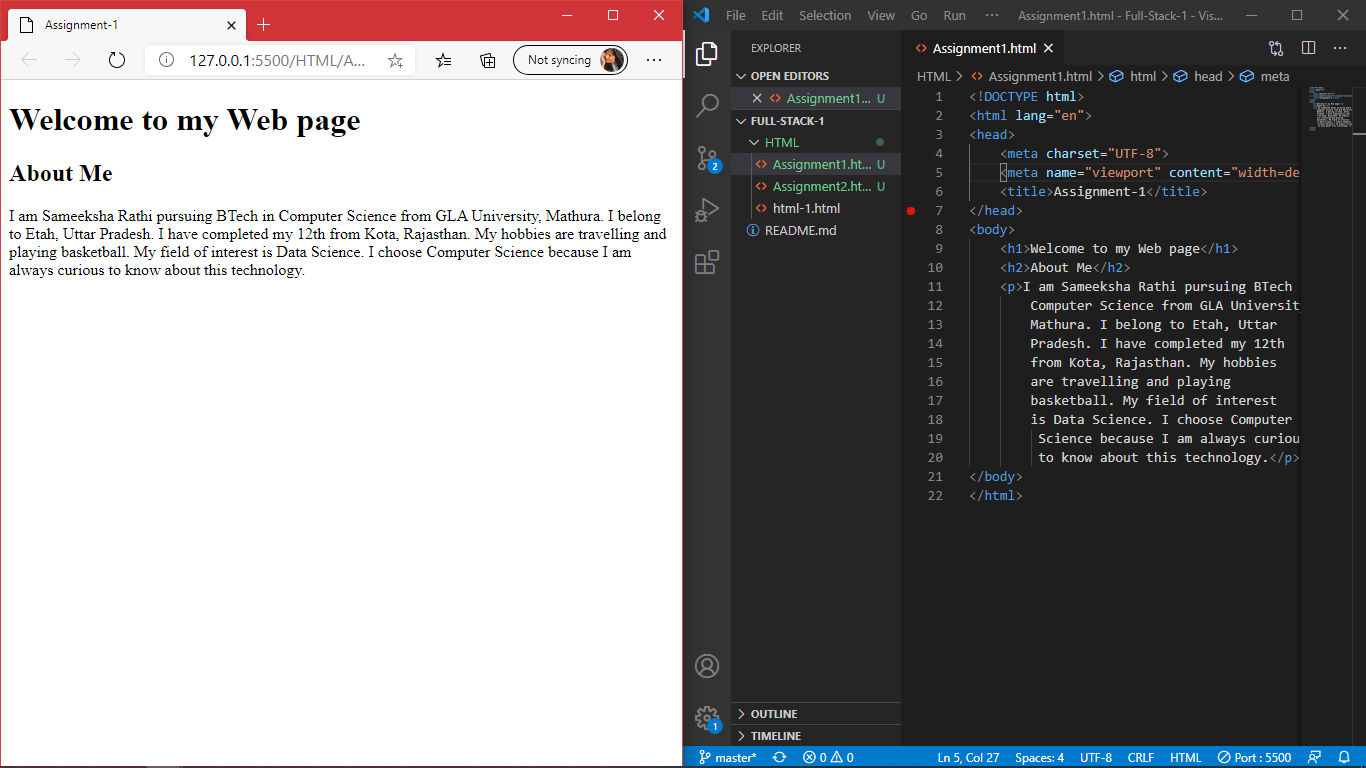 Assignment-1
Not syncing
127.0.0.1:5500/HTML/A...
Welcome to my Web page
About Me
I am Sameeksha Rathi pursuing BTech in Computer Science from GLA University, Mathura. I belong
to Etah, Uttar Pradesh. I have completed my 12th from Kota, Rajasthan. My hobbies are travelling and
playing basketball. My field of interest is Data Science. I choose Computer Science because I am
always curious to know about this technology.
File Edit Selection View Go Run ··· Assignment1.html - Full-Stack-1 - Vis...
EXPLORER
OPEN EDITORS
Assignment1... U
FULL-STACK-1
HTML
Assignment1.ht... U
Assignment2.ht... U
html-1.html
README.md
OUTLINE
TIMELINE
2
1
Assignment1.html
HTML > Assignment1.html > html > head > meta
1 <!DOCTYPE html>
2 <html lang="en">
3 <head>
4 <meta charset="UTF-8">
5 <meta name="viewport" content="width=de
6 <title>Assignment-1</title>
7 </head>
8 <body>
9 <h1>Welcome to my Web page</h1>
10 <h2>About Me</h2>
11 <p>I am Sameeksha Rathi pursuing BTech
12 Computer Science from GLA Universit
13 Mathura. I belong to Etah, Uttar
14 Pradesh. I have completed my 12th
15 from Kota, Rajasthan. My hobbies
16 are travelling and playing
17 basketball. My field of interest
18 is Data Science. I choose Computer
19 Science because I am always curiou
20 to know about this technology.</p>
21 </body>
22 </html>
master* 0 0 Ln 5, Col 27 Spaces: 4 UTF-8 CRLF HTML Port : 5500